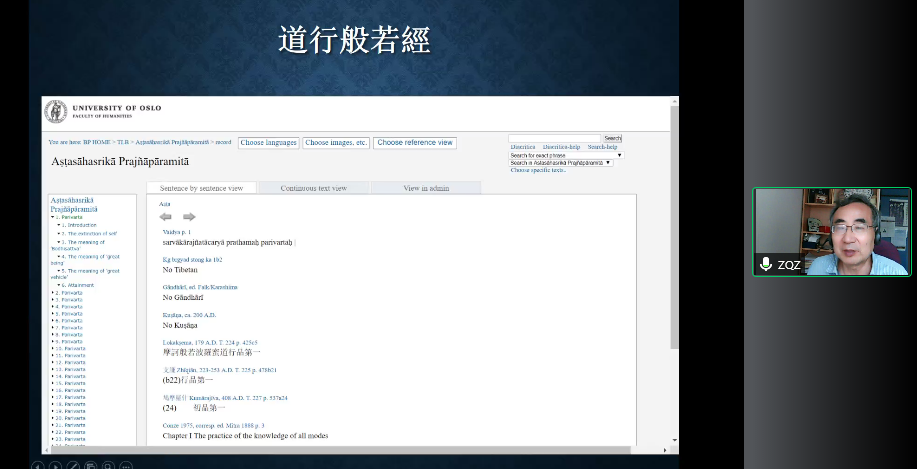 道行般若經
UNIVERSITY OF OSLO
FACULTY OF HUMANITIES
You are here: BP HOME > TLB > Aṣṭasāhasrikā Prajñāpāramitā > record
Choose languages
Choose images, etc.
Choose reference view
Search
Diacritics Diacritics-help Search-help
Search for exact phrase
Search in Aṣṭasāhasrikā Prajñāpāramitā
Choose specific texts..
Aṣṭasāhasrikā Prajñāpāramitā
Sentence by sentence view
Continuous text view
View in admin
Aṣṭasāhasrikā
Prajñāpāramitā
1. Parivarta
1. Introduction
2. The extinction of self
3. The meaning of
'Bodhisattva'
4. The meaning of 'great
being'
5. The meaning of 'great
vehicle'
6. Attainment
2. Parivarta
3. Parivarta
4. Parivarta
5. Parivarta
6. Parivarta
7. Parivarta
8. Parivarta
9. Parivarta
10. Parivarta
11. Parivarta
12. Parivarta
13. Parivarta
14. Parivarta
15. Parivarta
16. Parivarta
17. Parivarta
18. Parivarta
19. Parivarta
20. Parivarta
21. Parivarta
22. Parivarta
23. Parivarta
24. Parivarta
Aṣṭa
Vaidya p. 1
sarvākārajñatācaryā prathamaḥ parivartaḥ |
Kg brgyad stong ka 1b2
No Tibetan
Gāndhārī, ed. Falk/Karashima
No Gāndhārī
Kuṣāṇa, ca. 200 A.D.
No Kuṣāṇa
Lokakṣema, 179 A.D. T. 224 p. 425c5
摩訶般若波羅蜜道行品第一
支謙 Zhīqiān, 223-253 A.D. T. 225 p. 478b21
(b22)行品第一
鳩摩羅什 Kumārajīva, 408 A.D. T. 227 p. 537a24
(24) 初品第一
Conze 1975, corresp. ed. Mitra 1888 p. 3
Chapter I The practice of the knowledge of all modes
ZQZ